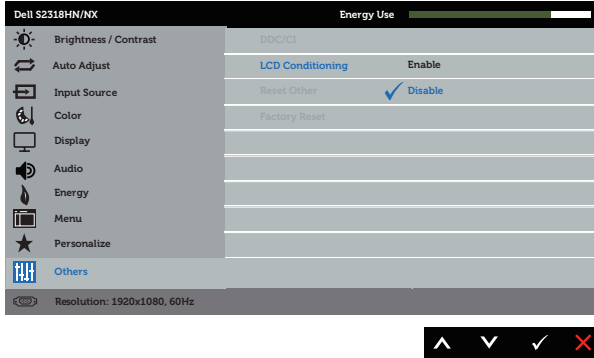 Dell S2318HN/NX Energy Use
Brightness / Contrast DDC/CI
Auto Adjust LCD Conditioning Enable
Input Source Reset Other Disable
Color Factory Reset
Display
Audio
Energy
Menu
Personalize
Others
Resolution: 1920x1080, 60Hz